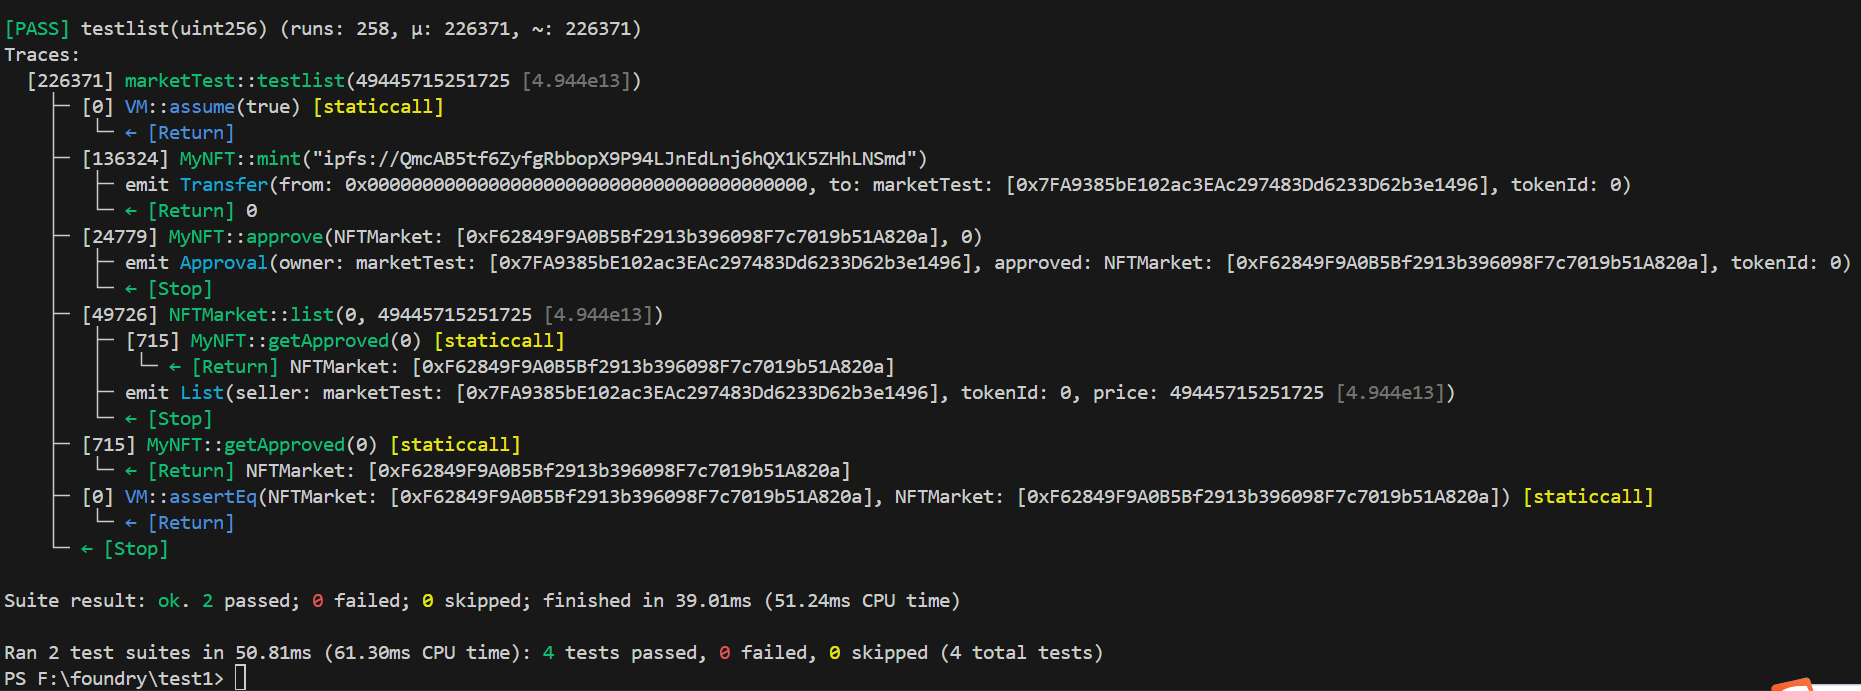 [PASS] testlist(uint256) (runs: 258, μ: 226371, ~: 226371)
Traces:
[226371] marketTest::testlist(49445715251725 [4.944e13])
├─ [0] VM::assume(true) [staticcall]
│   └─ ← [Return]
├─ [136324] MyNFT::mint("ipfs://QmcAB5tf6ZyfgRbbopX9P94LJnEdLnj6hQX1K5ZHhLNSmd")
│   ├─ emit Transfer(from: 0x0000000000000000000000000000000000000000, to: marketTest: [0x7FA9385bE102ac3EAc297483Dd6233D62b3e1496], tokenId: 0)
│   └─ ← [Return] 0
├─ [24779] MyNFT::approve(NFTMarket: [0xF62849F9A0B5Bf2913b396098F7c7019b51A820a], 0)
│   ├─ emit Approval(owner: marketTest: [0x7FA9385bE102ac3EAc297483Dd6233D62b3e1496], approved: NFTMarket: [0xF62849F9A0B5Bf2913b396098F7c7019b51A820a], tokenId: 0)
│   └─ ← [Stop]
├─ [49726] NFTMarket::list(0, 49445715251725 [4.944e13])
│   ├─ [715] MyNFT::getApproved(0) [staticcall]
│   │   └─ ← [Return] NFTMarket: [0xF62849F9A0B5Bf2913b396098F7c7019b51A820a]
│   ├─ emit List(seller: marketTest: [0x7FA9385bE102ac3EAc297483Dd6233D62b3e1496], tokenId: 0, price: 49445715251725 [4.944e13])
│   └─ ← [Stop]
├─ [715] MyNFT::getApproved(0) [staticcall]
│   └─ ← [Return] NFTMarket: [0xF62849F9A0B5Bf2913b396098F7c7019b51A820a]
├─ [0] VM::assertEq(NFTMarket: [0xF62849F9A0B5Bf2913b396098F7c7019b51A820a], NFTMarket: [0xF62849F9A0B5Bf2913b396098F7c7019b51A820a]) [staticcall]
│   └─ ← [Return]
└─ ← [Stop]
Suite result: ok. 2 passed; 0 failed; 0 skipped; finished in 39.01ms (51.24ms CPU time)
Ran 2 test suites in 50.81ms (61.30ms CPU time): 4 tests passed, 0 failed, 0 skipped (4 total tests)
PS F:\foundry\test1>